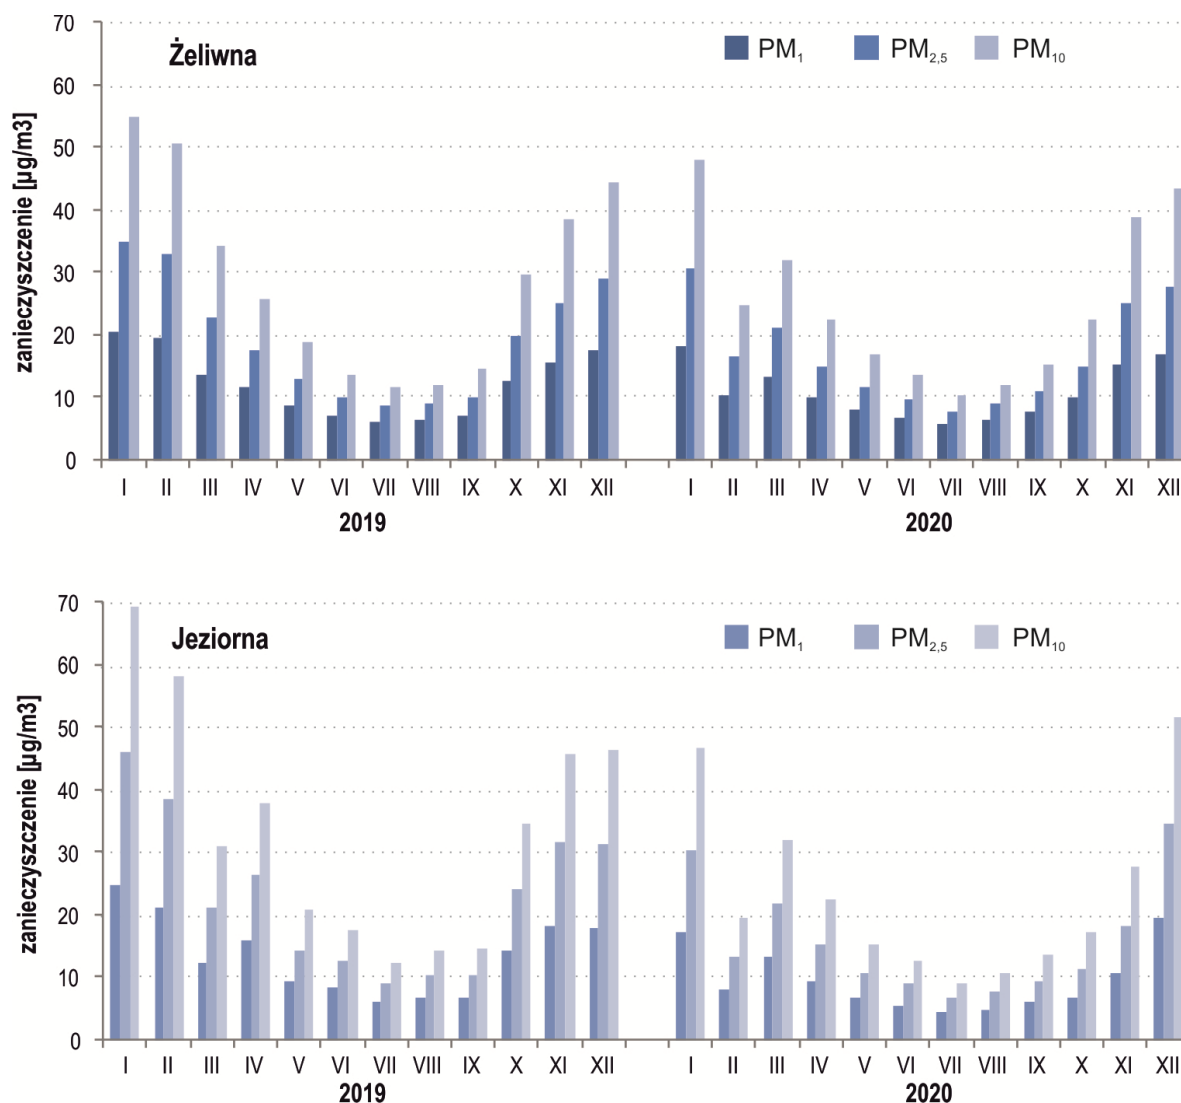 70
Żeliwna
PM1 PM2,5 PM10
60
50
40
30
20
10
0
zanieczyszczenie [µg/m3]
I II III IV V VI VII VIII IX X XI XII I II III IV V VI VII VIII IX X XI XII
2019 2020
70
Jeziorna
PM1 PM2,5 PM10
60
50
40
30
20
10
0
zanieczyszczenie [µg/m3]
I II III IV V VI VII VIII IX X XI XII I II III IV V VI VII VIII IX X XI XII
2019 2020